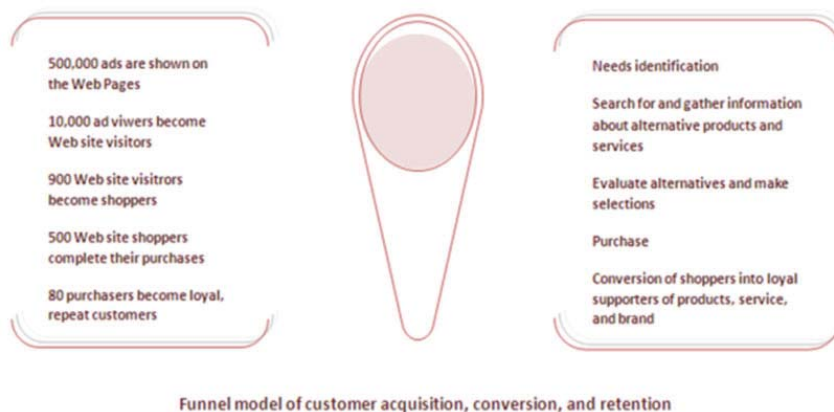 500,000 ads are shown on
the Web Pages
10,000 ad viwers become
Web site visitors
900 Web site visitrors
become shoppers
500 Web site shoppers
complete their purchases
80 purchasers become loyal,
repeat customers
Needs identification
Search for and gather information
about alternative products and
services
Evaluate alternatives and make
selections
Purchase
Conversion of shoppers into loyal
supporters of products, service,
and brand
Funnel model of customer acquisition, conversion, and retention